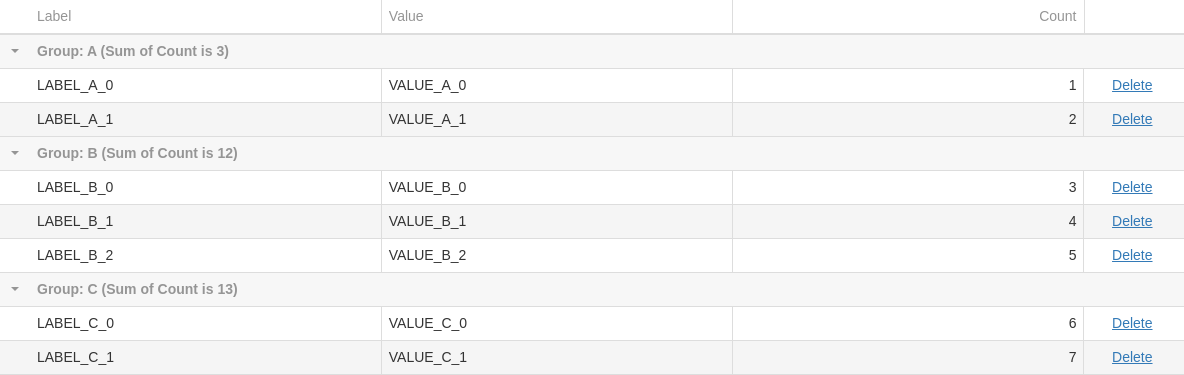 Label Value Count
Group: A (Sum of Count is 3)
LABEL_A_0 VALUE_A_0 1 Delete
LABEL_A_1 VALUE_A_1 2 Delete
Group: B (Sum of Count is 12)
LABEL_B_0 VALUE_B_0 3 Delete
LABEL_B_1 VALUE_B_1 4 Delete
LABEL_B_2 VALUE_B_2 5 Delete
Group: C (Sum of Count is 13)
LABEL_C_0 VALUE_C_0 6 Delete
LABEL_C_1 VALUE_C_1 7 Delete